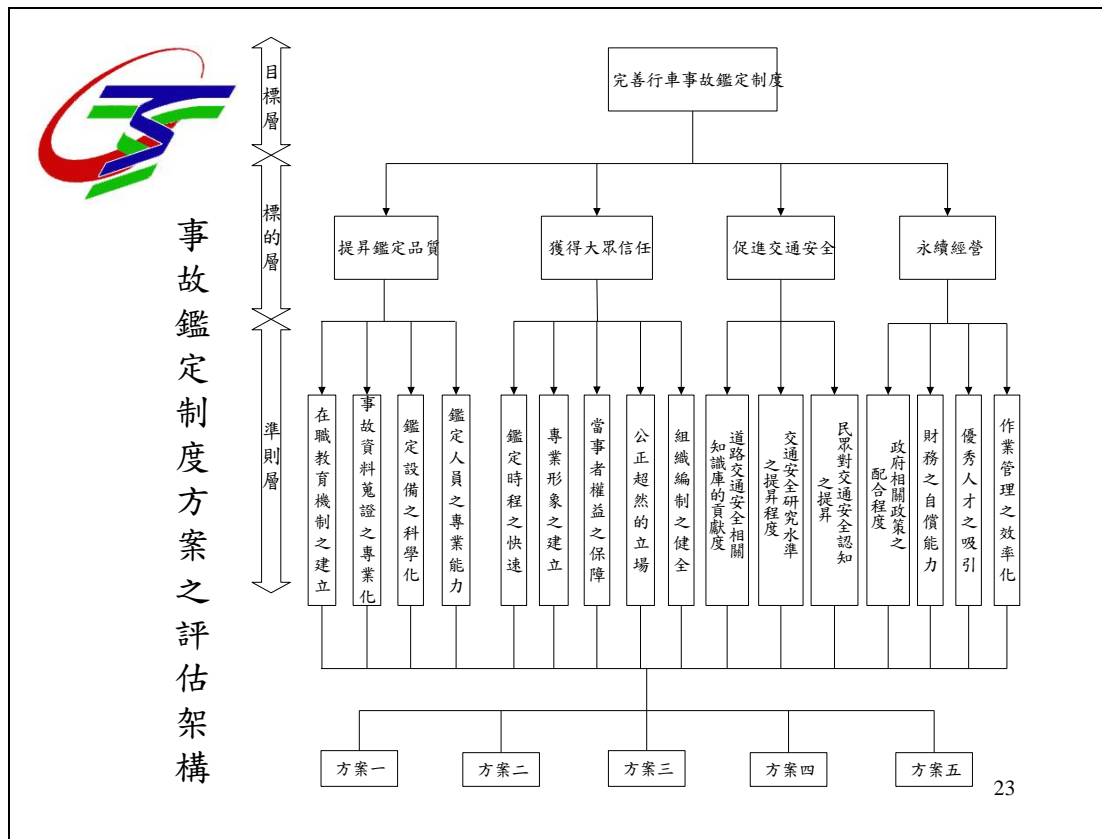 事故鑑定制度方案之評估架構
目標層
標的層
準則層
完善行車事故鑑定制度
提昇鑑定品質
獲得大眾信任
促進交通安全
永續經營
在職教育機制之建立
事故資料蒐證之專業化
鑑定設備之科學化
鑑定人員之專業能力
鑑定時程之快速
專業形象之建立
當事者權益之保障
公正超然的立場
組織編制之健全
道路交通安全相關
知識庫的貢獻度
交通安全研究水準
之提昇程度
民眾對交通安全認知
之提昇
政府相關政策之
配合程度
財務之自償能力
優秀人才之吸引
作業管理之效率化
方案一
方案二
方案三
方案四
方案五
23